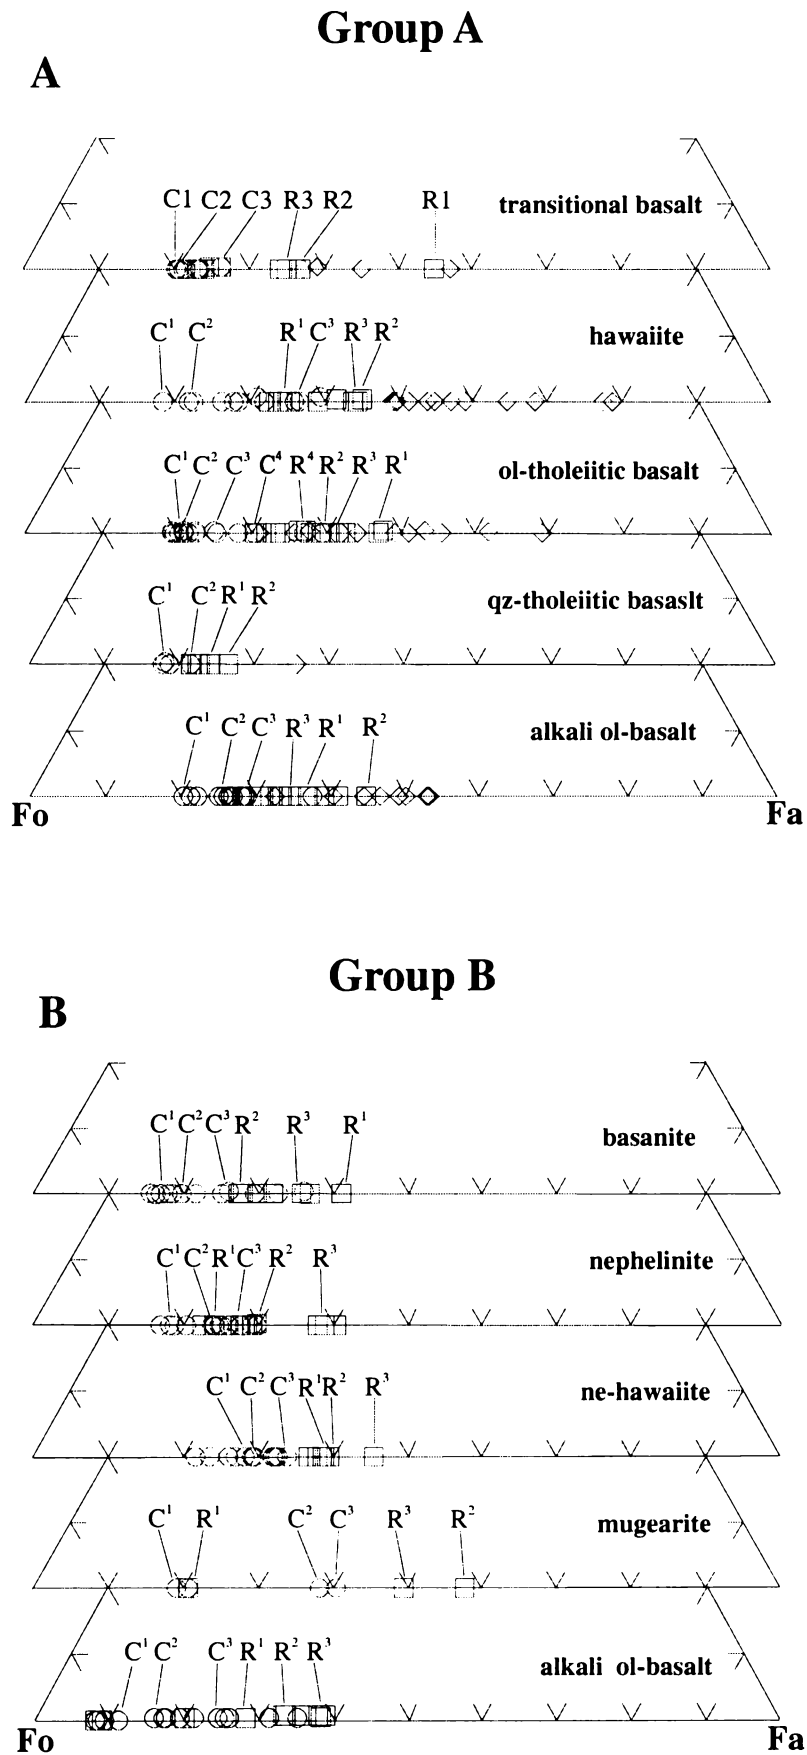 Group A
A
C1 C2 C3 R3 R2 R1 transitional basalt
C¹ C² R¹ C³ R³ R² hawaiite
C¹ C² C³ C⁴ R⁴ R² R³ R¹ ol-tholeiitic basalt
C¹ C² R¹ R² qz-tholeiitic basaslt
C¹ C² C³ R³ R¹ R² alkali ol-basalt
Fo Fa
Group B
B
C¹ C² C³ R² R³ R¹ basanite
C¹ C² R¹ C³ R² R³ nephelinite
C¹ C² C³ R¹ R² R³ ne-hawaiite
C¹ R¹ C² C³ R³ R² mugearite
C¹ C² C³ R¹ R² R³ alkali ol-basalt
Fo Fa